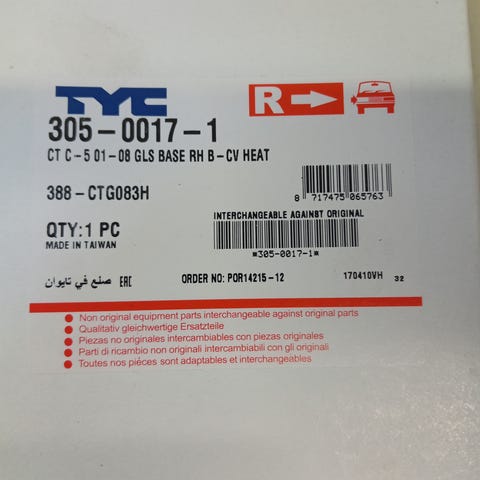 TYC
R
305-0017-1
CT C-5 01-08 GLS BASE RH B-CV HEAT
388-CTG083H
8 717475 065763
QTY:1 PC
MADE IN TAIWAN
INTERCHANGEABLE AGAINST ORIGINAL
*305-0017-1*
صنع في تايوان EAC ORDER NO: POR14215-12 170410VH 32
Non original equipment parts interchangeable against original parts
Qualitativ gleichwertige Ersatzteile
Piezas no originales intercambiables con piezas originales
Parti di ricambio non originali intercambiabili con gli originali
Toutes nos piéces sont adaptables et interchangeables